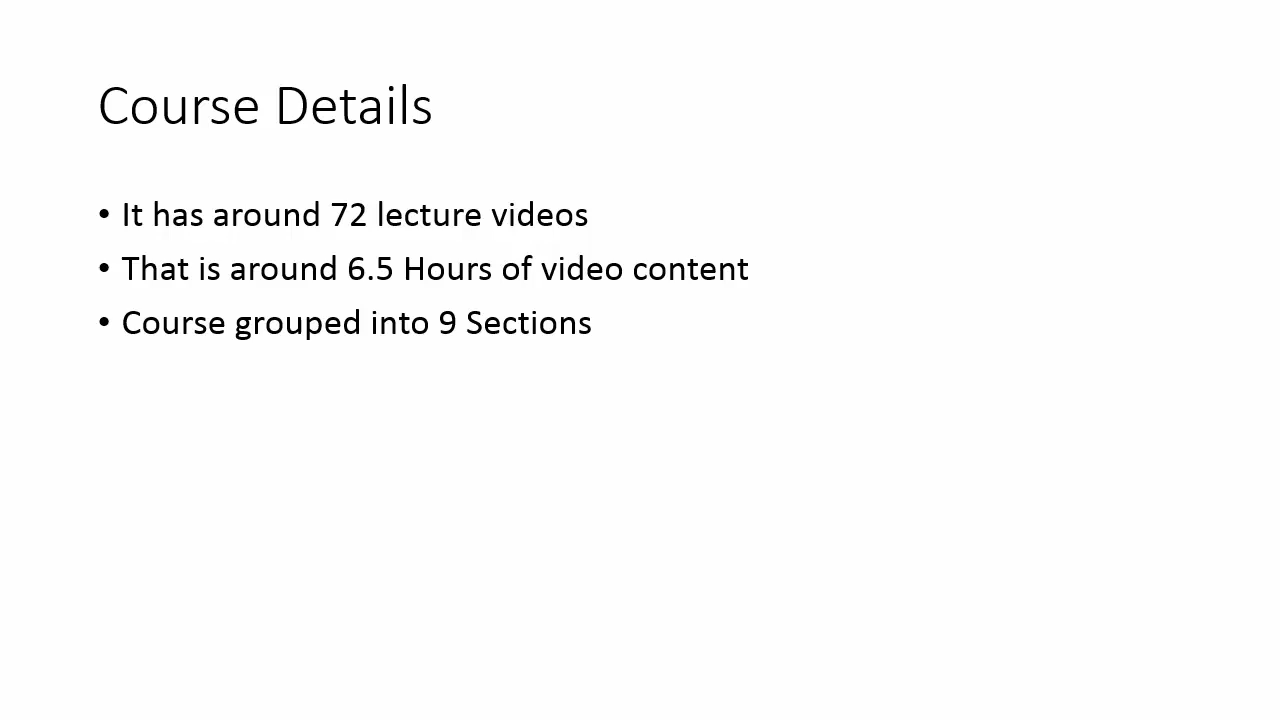 Course Details
• It has around 72 lecture videos
• That is around 6.5 Hours of video content
• Course grouped into 9 Sections